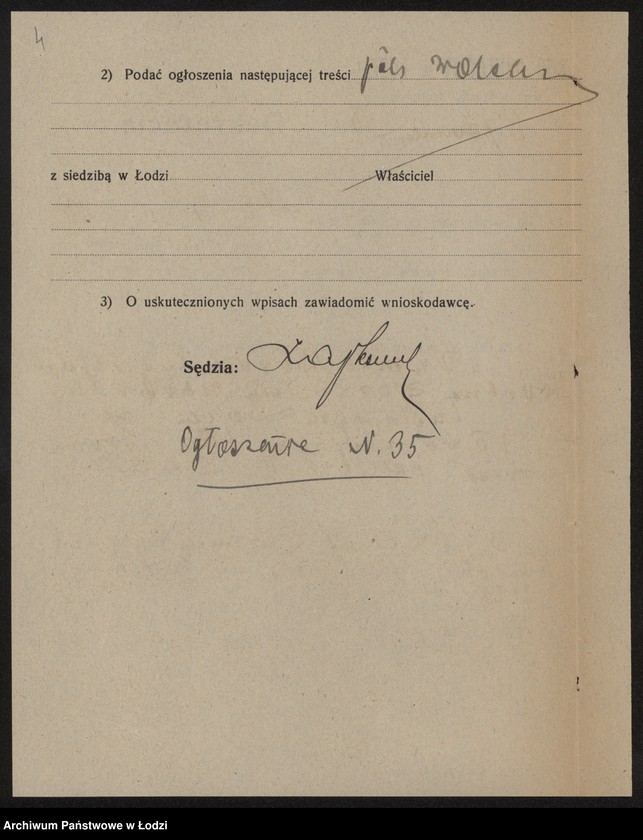 4
2) Podać ogłoszenia następującej treści
z siedzibą w Łodzi Właściciel
3) O uskutecznionych wpisach zawiadomić wnioskodawcę.
Sędzia:
Ogłoszenie N. 35
Archiwum Państwowe w Łodzi